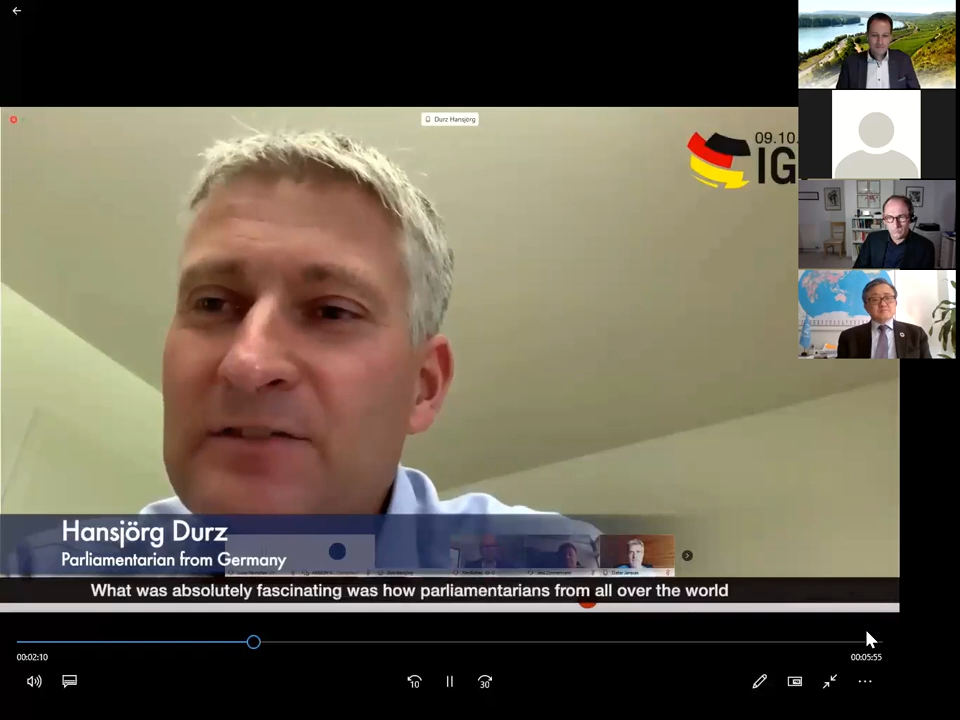 Durz Hansjörg
09.10.
IG
Hansjörg Durz
Parliamentarian from Germany
What was absolutely fascinating was how parliamentarians from all over the world
00:02:10
00:05:55
10
30